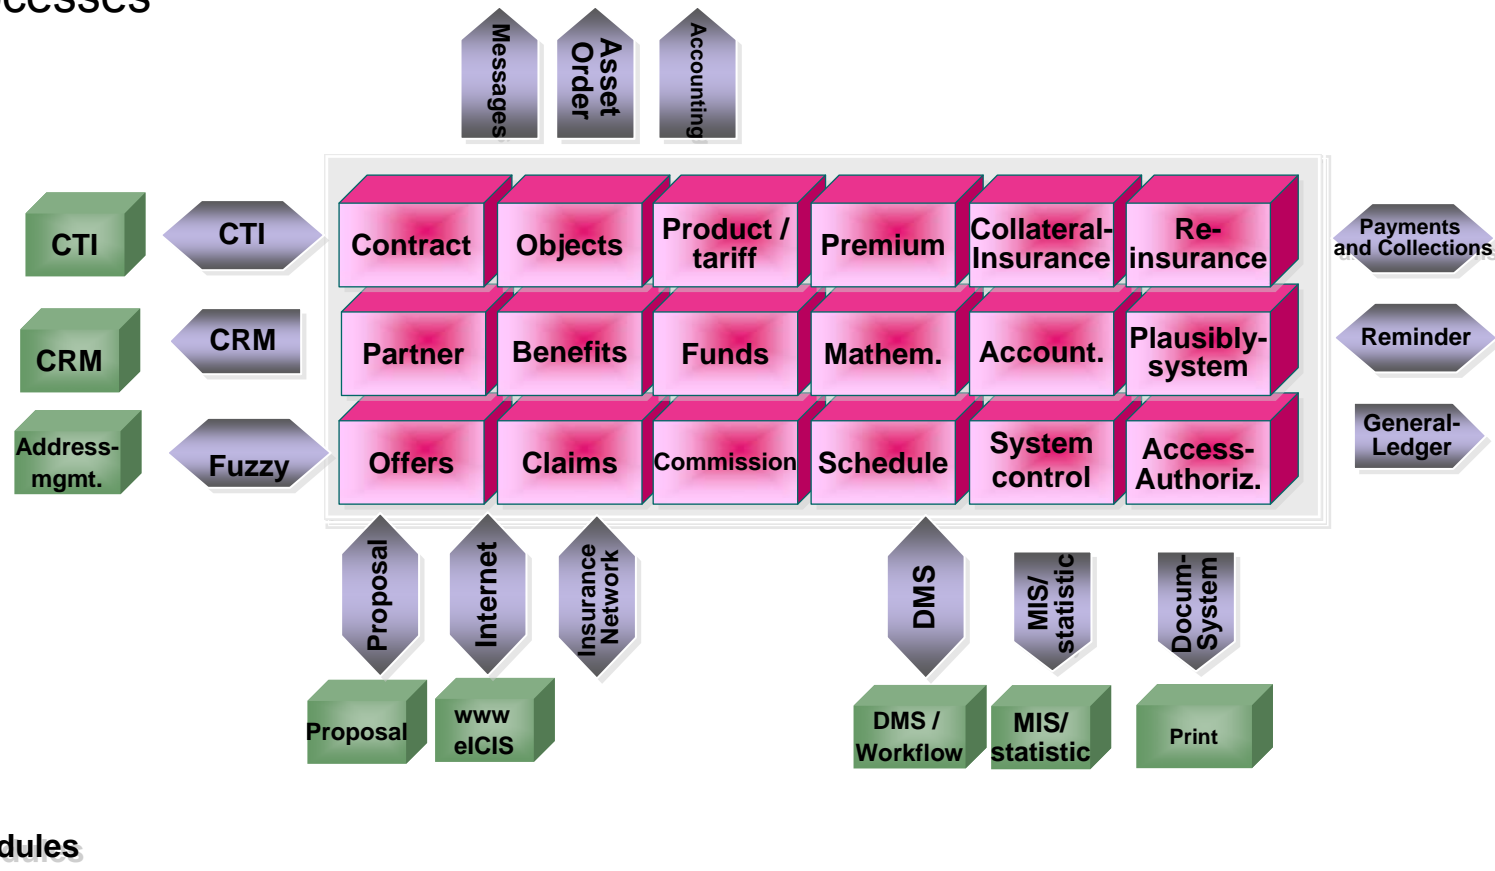 Messages
Asset
Order
Accounting
CTI
CTI
Contract
Objects
Product /
tariff
Premium
Collateral-
Insurance
Re-
insurance
Payments
and Collections
CRM
CRM
Partner
Benefits
Funds
Mathem.
Account.
Plausibly-
system
Reminder
Address-
mgmt.
Fuzzy
Offers
Claims
Commission
Schedule
System
control
Access-
Authoriz.
General-
Ledger
Proposal
Internet
Insurance
Network
DMS
MIS/
statistic
Docum-
System
Proposal
www
eICIS
DMS /
Workflow
MIS/
statistic
Print